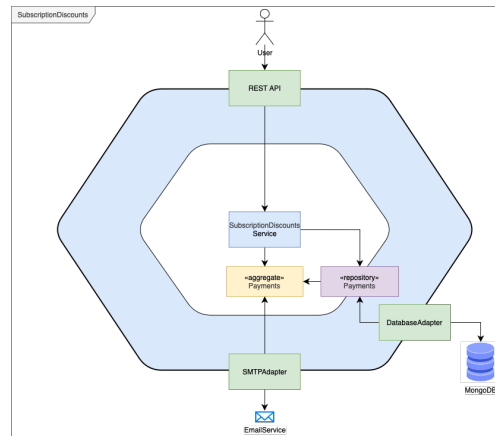 SubscriptionDiscounts
User
REST API
SubscriptionDiscounts
Service
«aggregate»
Payments
«repository»
Payments
DatabaseAdapter
SMTPAdapter
MongoDB
EmailService